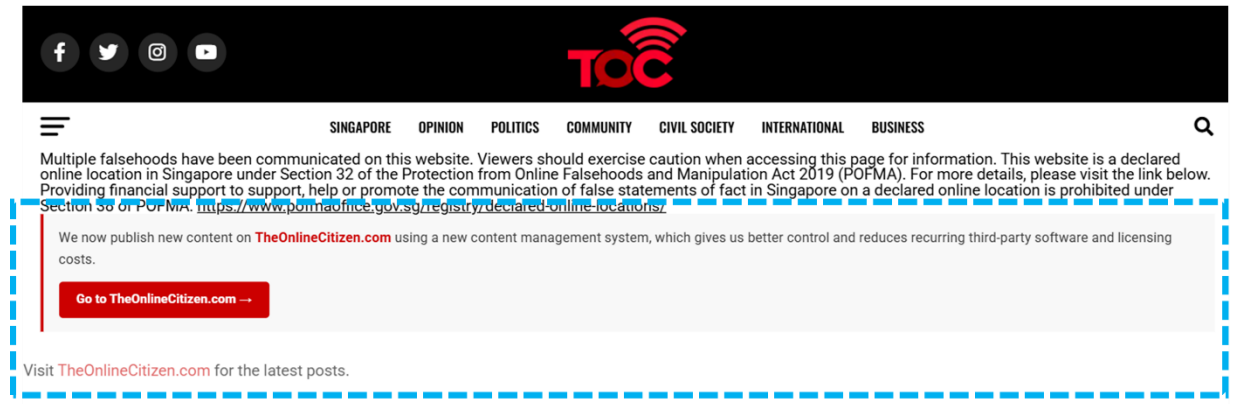 TOC
SINGAPORE OPINION POLITICS COMMUNITY CIVIL SOCIETY INTERNATIONAL BUSINESS
Multiple falsehoods have been communicated on this website. Viewers should exercise caution when accessing this page for information. This website is a declared
online location in Singapore under Section 32 of the Protection from Online Falsehoods and Manipulation Act 2019 (POFMA). For more details, please visit the link below.
Providing financial support to support, help or promote the communication of false statements of fact in Singapore on a declared online location is prohibited under
Section 38 of POFMA. https://www.pofmaoffice.gov.sg/registry/declared-online-locations/
We now publish new content on TheOnlineCitizen.com using a new content management system, which gives us better control and reduces recurring third-party software and licensing
costs.
Go to TheOnlineCitizen.com →
Visit TheOnlineCitizen.com for the latest posts.